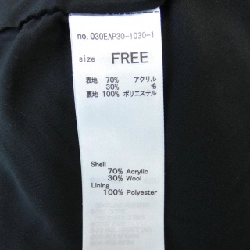 no. 030EAP30-1030-1
size FREE
表地 70% アクリル
30% 毛
裏地 100% ポリエステル
Shell
70% Acrylic
30% Wool
Lining
100% Polyester